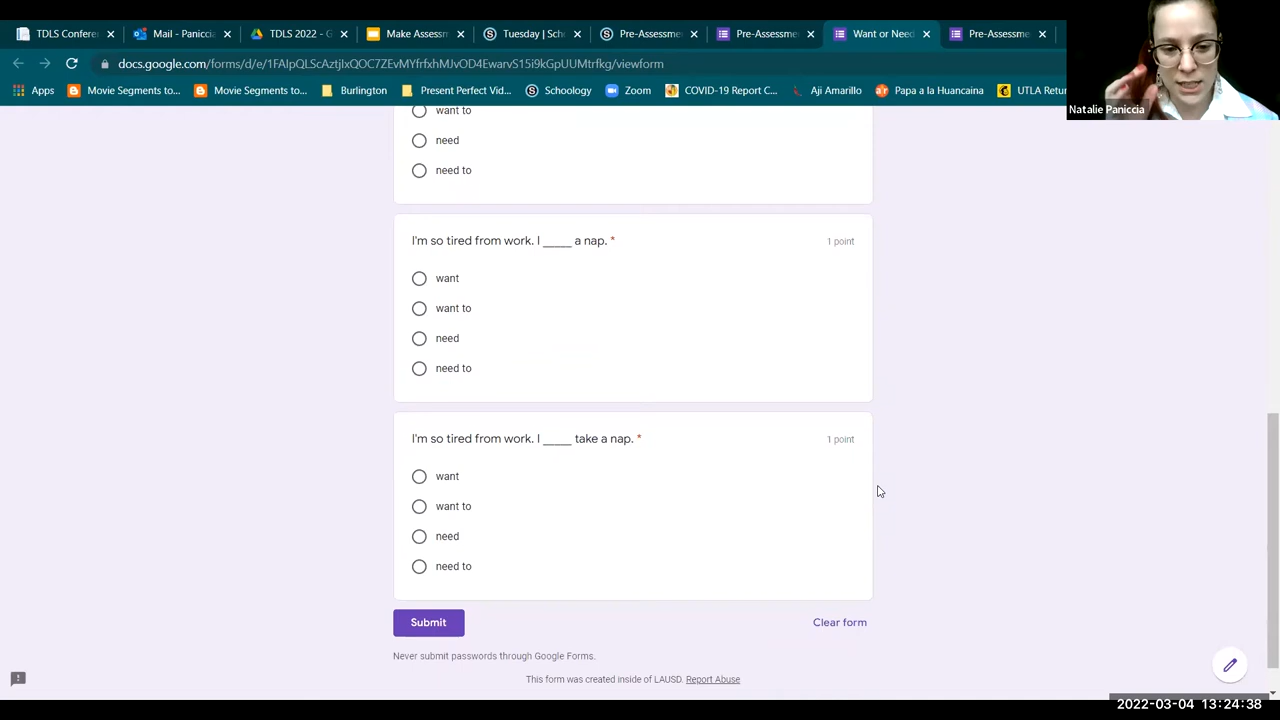 TDLS Conferen
Mail - Paniccia
TDLS 2022 - G
Make Assessm
Tuesday | Scho
Pre-Assessmen
Pre-Assessme
Want or Need
Pre-Assessme
docs.google.com/forms/d/e/1FAIpQLScAztjIxQOC7ZEvMYfrfxhMJvOD4EwarvS15i9kGpUUMtrfkg/viewform
Apps
Movie Segments to...
Movie Segments to...
Burlington
Present Perfect Vid...
Schoology
Zoom
COVID-19 Report C...
Aji Amarillo
Papa a la Huancaina
UTLA Retur
Natalie Paniccia
want to
need
need to
I'm so tired from work. I _____ a nap. *
1 point
want
want to
need
need to
I'm so tired from work. I _____ take a nap. *
1 point
want
want to
need
need to
Submit
Clear form
Never submit passwords through Google Forms.
This form was created inside of LAUSD. Report Abuse
2022-03-04 13:24:38